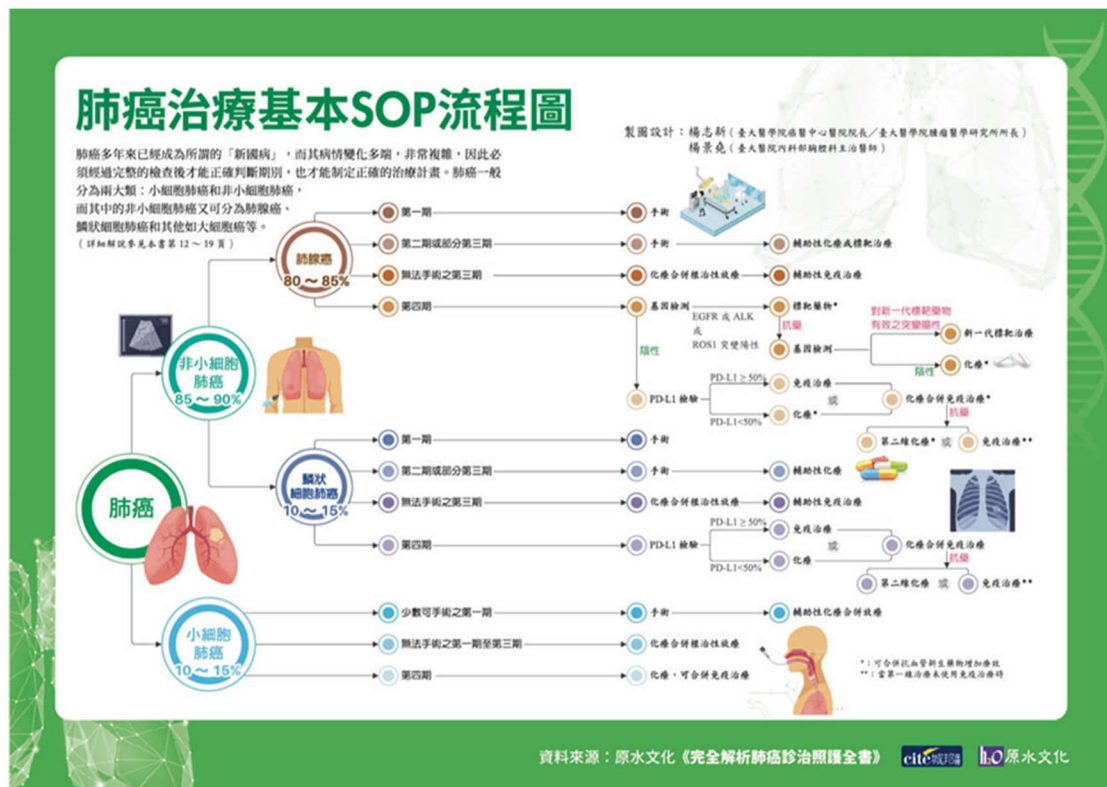 肺癌治療基本SOP流程圖
製圖設計：楊志新（臺大醫學院癌醫中心醫院院長／臺大醫學院腫瘤醫學研究所所長）
楊景堯（臺大醫院內科部胸腔科主治醫師）
肺癌多年來已經成為所謂的「新國病」，而其病情變化多端，非常複雜，因此必
須經過完整的檢查後才能正確判斷期別，也才能制定正確的治療計畫。肺癌一般
分為兩大類：小細胞肺癌和非小細胞肺癌，
而其中的非小細胞肺癌又可分為肺腺癌、
鱗狀細胞肺癌和其他如大細胞癌等。
（詳細解說參見本書第12～19頁）
肺癌
非小細胞
肺癌
85～90%
肺腺癌
80～85%
第一期
手術
第二期或部分第三期
手術
輔助性化療或標靶治療
無法手術之第三期
化療合併根治性放療
輔助性免疫治療
第四期
基因檢測
EGFR 或 ALK
或
ROS1 突變陽性
標靶藥物*
抗藥
基因檢測
對新一代標靶藥物
有效之突變陽性
新一代標靶治療
陰性
化療*
陰性
PD-L1 檢驗
PD-L1≥50%
免疫治療
或
PD-L1<50%
化療*
化療合併免疫治療*
抗藥
第二線化療* 或 免疫治療**
鱗狀
細胞肺癌
10～15%
第一期
手術
第二期或部分第三期
手術
輔助性化療
無法手術之第三期
化療合併根治性放療
輔助性免疫治療
第四期
PD-L1 檢驗
PD-L1≥50%
免疫治療
或
PD-L1<50%
化療
化療合併免疫治療
抗藥
第二線化療 或 免疫治療**
小細胞
肺癌
10～15%
少數可手術之第一期
手術
輔助性化療合併放療
無法手術之第一期至第三期
化療合併根治性放療
第四期
化療，可合併免疫治療
*：可合併抗血管新生藥物增加療效
**：當第一線治療未使用免疫治療時
資料來源：原水文化《完全解析肺癌診治照護全書》
cité城邦
h2O原水文化